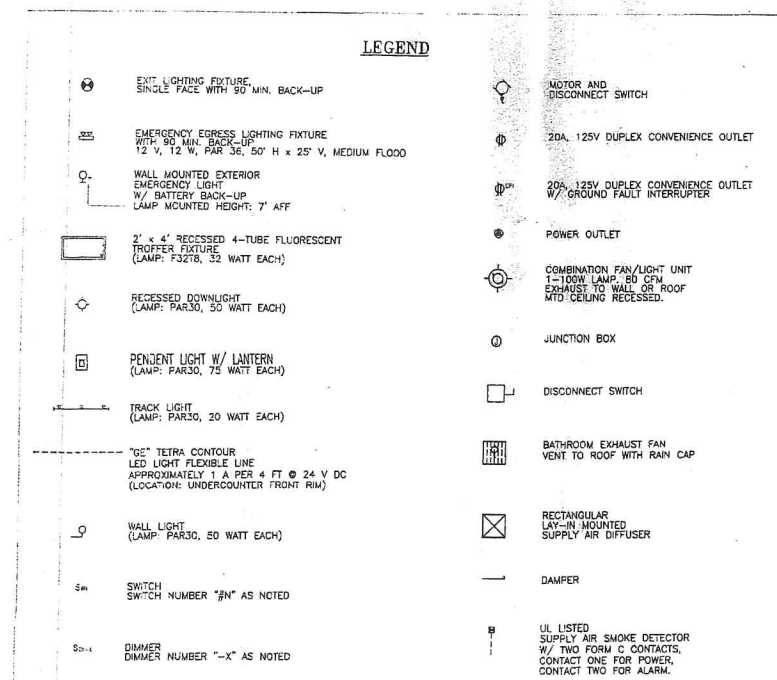 LEGEND
EXIT LIGHTING FIXTURE,
SINGLE FACE WITH 90 MIN. BACK-UP
EMERGENCY EGRESS LIGHTING FIXTURE
WITH 90 MIN. BACK-UP
12 V, 12 W, PAR 36, 50° H x 25° V, MEDIUM FLOOD
WALL MOUNTED EXTERIOR
EMERGENCY LIGHT
W/ BATTERY BACK-UP
LAMP MOUNTED HEIGHT: 7' AFF
2' x 4' RECESSED 4-TUBE FLUORESCENT
TROFFER FIXTURE
(LAMP: F32T8, 32 WATT EACH)
RECESSED DOWNLIGHT
(LAMP: PAR30, 50 WATT EACH)
PENDENT LIGHT W/ LANTERN
(LAMP: PAR30, 75 WATT EACH)
TRACK LIGHT
(LAMP: PAR30, 20 WATT EACH)
"GE" TETRA CONTOUR
LED LIGHT FLEXIBLE LINE
APPROXIMATELY 1 A PER 4 FT @ 24 V DC
(LOCATION: UNDERCOUNTER FRONT RIM)
WALL LIGHT
(LAMP: PAR30, 50 WATT EACH)
SWITCH
SWITCH NUMBER "#N" AS NOTED
DIMMER
DIMMER NUMBER "-X" AS NOTED
MOTOR AND
DISCONNECT SWITCH
20A, 125V DUPLEX CONVENIENCE OUTLET
20A, 125V DUPLEX CONVENIENCE OUTLET
W/ GROUND FAULT INTERRUPTER
POWER OUTLET
COMBINATION FAN/LIGHT UNIT
1-100W LAMP. 80 CFM
EXHAUST TO WALL OR ROOF
MTD CEILING RECESSED.
J
JUNCTION BOX
DISCONNECT SWITCH
BATHROOM EXHAUST FAN
VENT TO ROOF WITH RAIN CAP
RECTANGULAR
LAY-IN MOUNTED
SUPPLY AIR DIFFUSER
DAMPER
UL LISTED
SUPPLY AIR SMOKE DETECTOR
W/ TWO FORM C CONTACTS,
CONTACT ONE FOR POWER,
CONTACT TWO FOR ALARM.